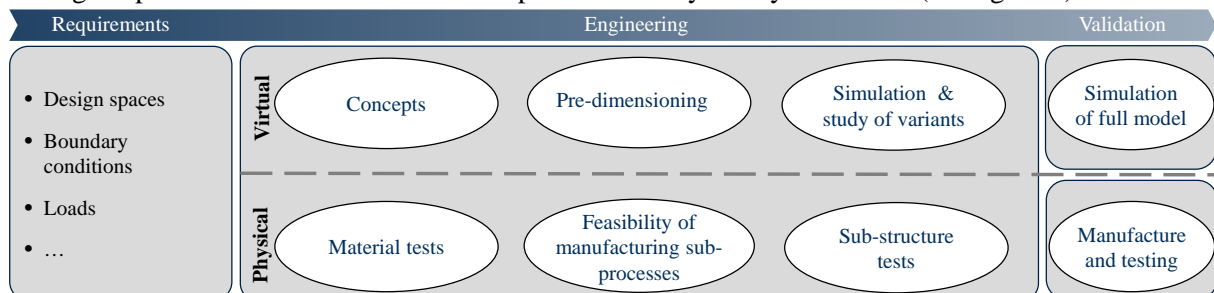 Requirements
Engineering
Validation
• Design spaces
• Boundary
conditions
• Loads
• …
Virtual
Concepts
Pre-dimensioning
Simulation &
study of variants
Simulation
of full model
Physical
Material tests
Feasibility of
manufacturing sub-
processes
Sub-structure
tests
Manufacture
and testing